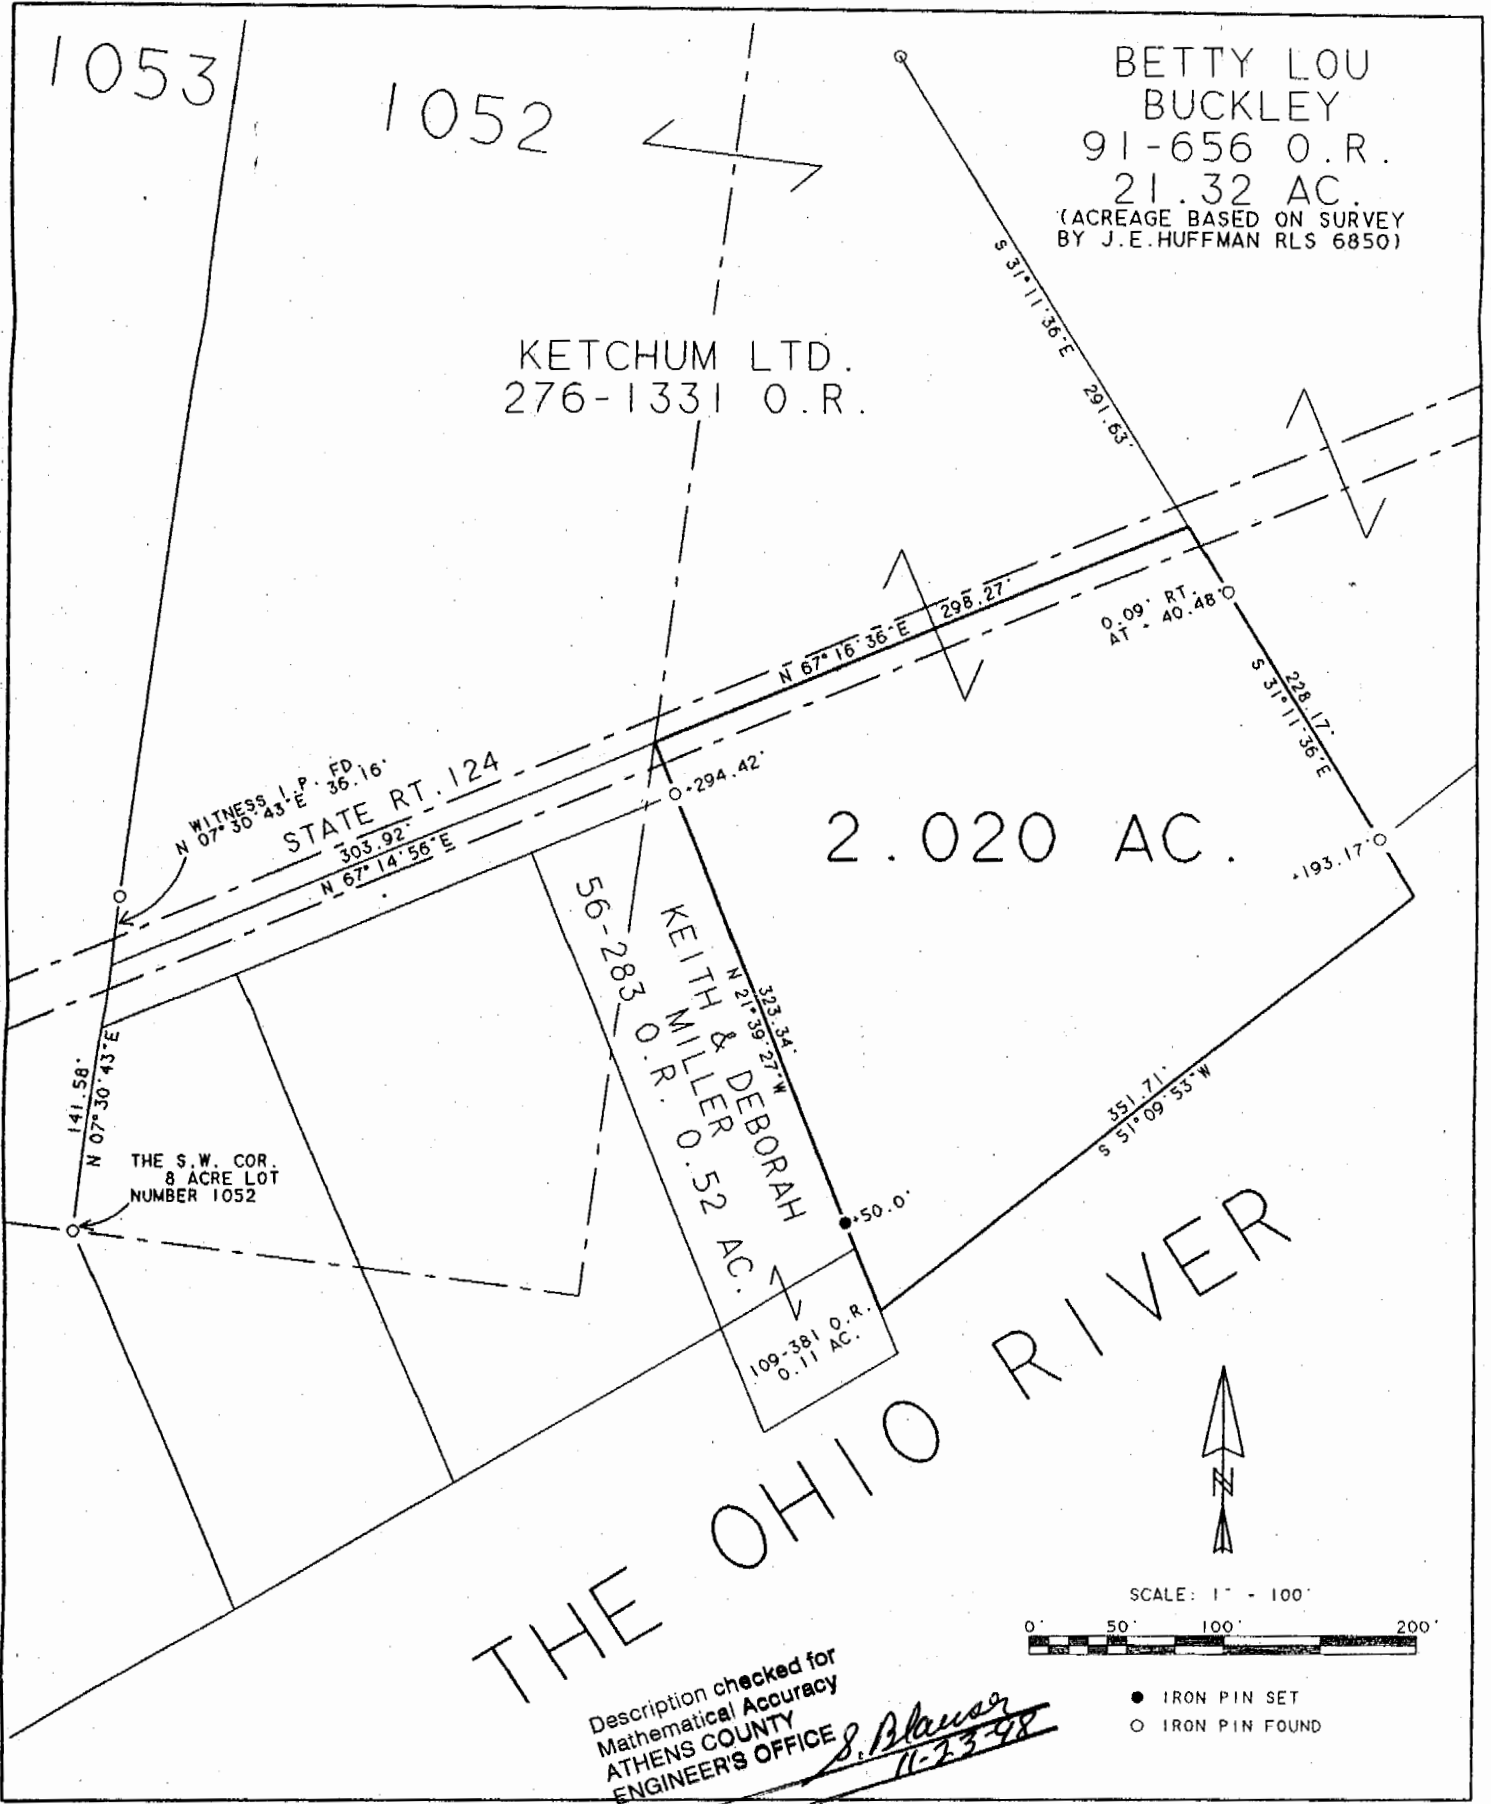 1053
1052
BETTY LOU
BUCKLEY
91-656 O.R.
21.32 AC.
(ACREAGE BASED ON SURVEY
BY J.E.HUFFMAN RLS 6850)
S 31°11'36"E 291.63'
KETCHUM LTD.
276-1331 O.R.
298.27'
N 67°16'36"E
0.09' RT.
AT + 40.48'
228.17'
S 31°11'36"E
+193.17'
WITNESS I.P. FD.
N 07°30'43"E 36.16'
STATE RT. 124
303.92'
N 67°14'56"E
+294.42'
2.020 AC.
KEITH & DEBORAH
MILLER
56-283 O.R. 0.52 AC.
323.34'
N 21°39'27"W
351.71'
S 51°09'53"W
141.58'
N 07°30'43"E
THE S.W. COR.
8 ACRE LOT
NUMBER 1052
+50.0'
109-381 O.R.
0.11 AC.
THE OHIO RIVER
N
SCALE: 1" - 100'
0' 50' 100' 200'
● IRON PIN SET
○ IRON PIN FOUND
Description checked for
Mathematical Accuracy
ATHENS COUNTY
ENGINEER'S OFFICE S. Blauser
11-23-98